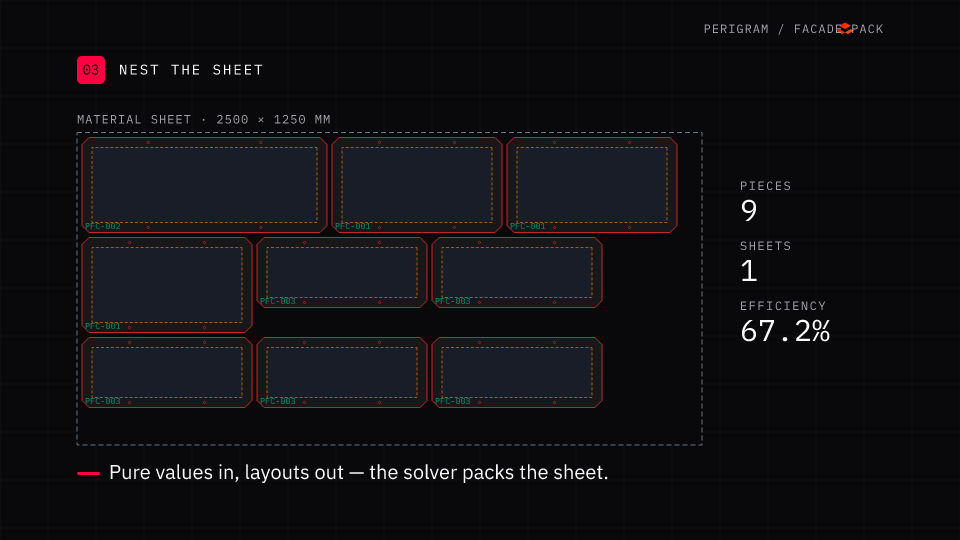 PERIGRAM / FACADE PACK
03 NEST THE SHEET
MATERIAL SHEET · 2500 × 1250 MM
PFC-002
PFC-001
PFC-001
PFC-001
PFC-003
PFC-003
PFC-003
PFC-003
PFC-003
PIECES
9
SHEETS
1
EFFICIENCY
67.2%
Pure values in, layouts out — the solver packs the sheet.